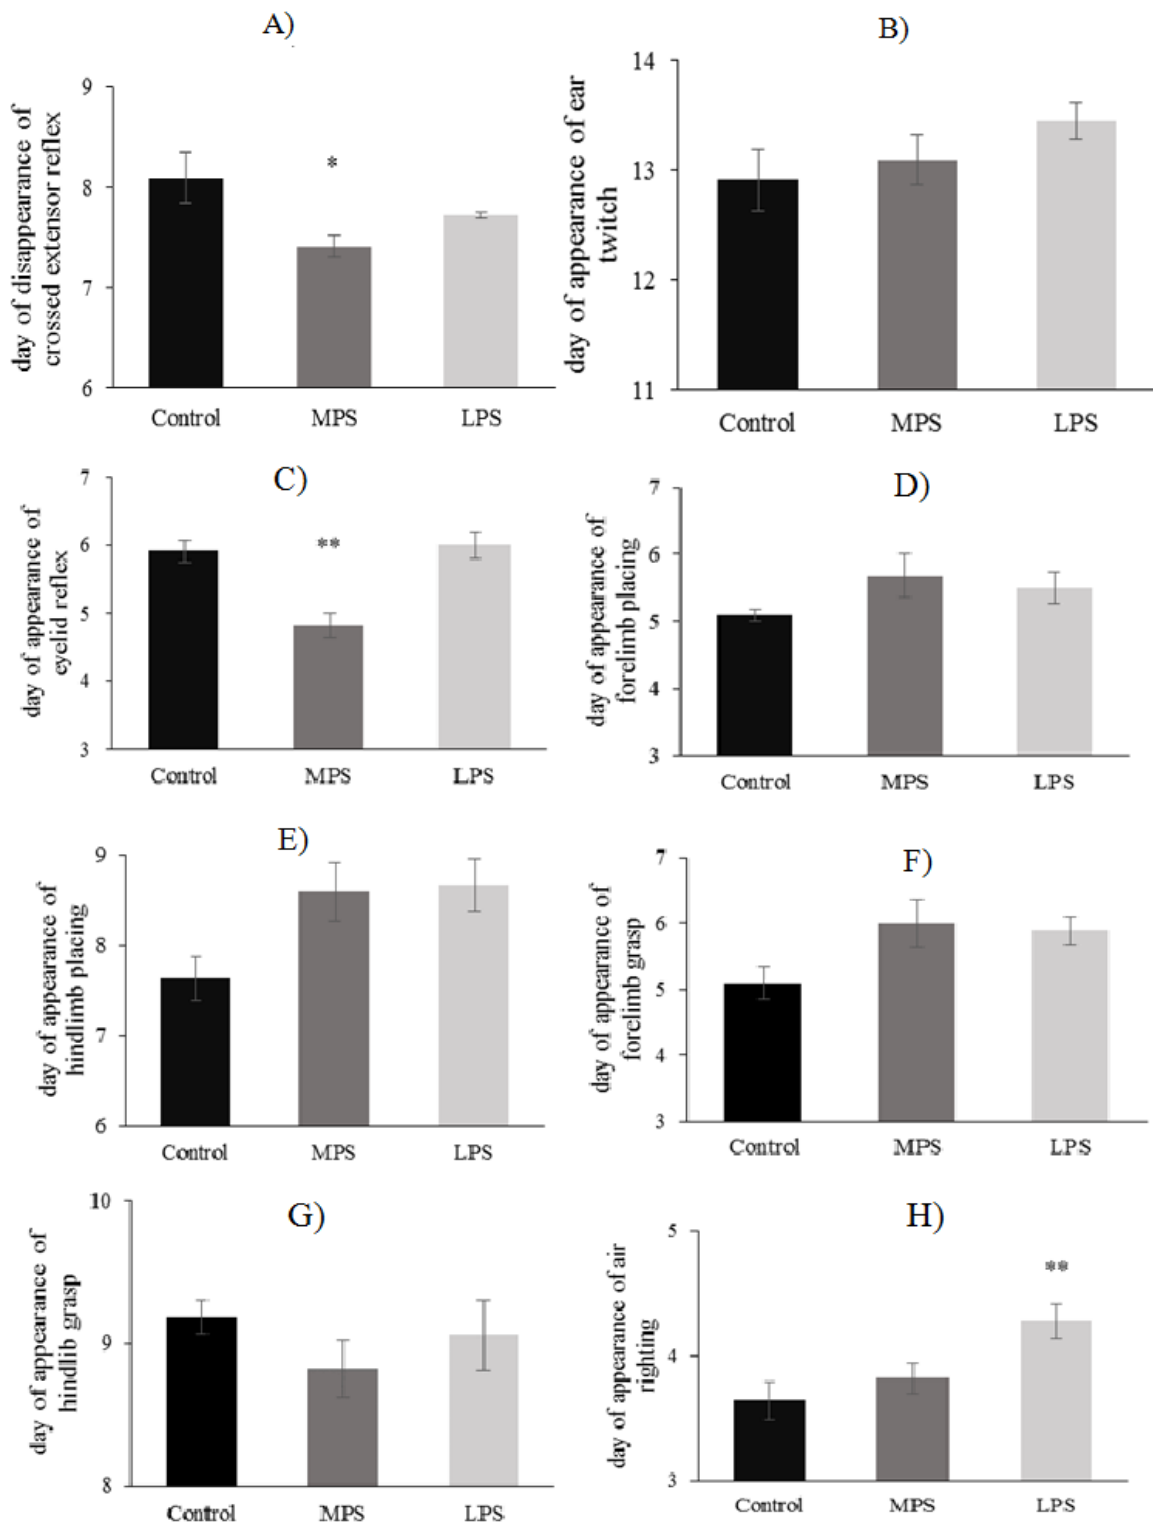 A)
day of disappearance of
crossed extensor reflex
9
8
7
6
*
Control MPS LPS
B)
day of appearance of ear
twitch
14
13
12
11
Control MPS LPS
C)
day of appearance of
eyelid reflex
7
6
5
4
3
**
Control MPS LPS
D)
day of appearance of
forelimb placing
7
6
5
4
3
Control MPS LPS
E)
day of appearance of
hindlimb placing
9
8
7
6
Control MPS LPS
F)
day of appearance of
forelimb grasp
7
6
5
4
3
Control MPS LPS
G)
day of appearance of
hindlib grasp
10
9
8
Control MPS LPS
H)
day of appearance of air
righting
5
4
3
**
Control MPS LPS